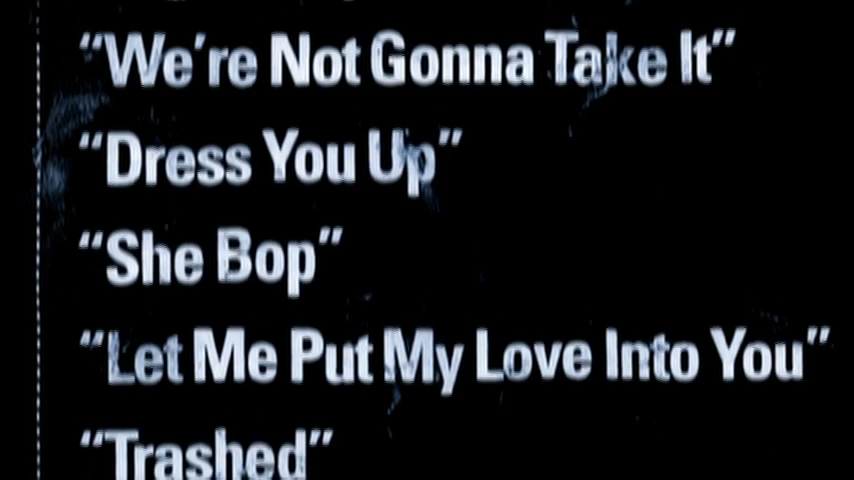 “We're Not Gonna Take It”
“Dress You Up”
“She Bop”
“Let Me Put My Love Into You”
“Trashed”